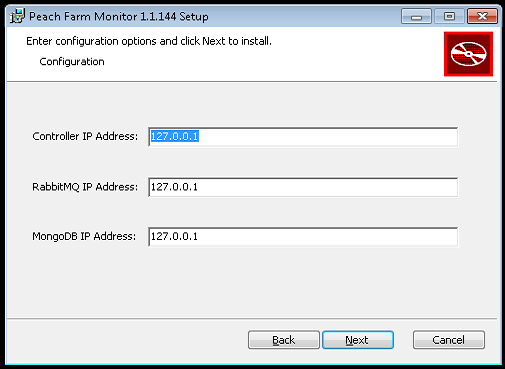 Peach Farm Monitor 1.1.144 Setup
Enter configuration options and click Next to install.
Configuration
Controller IP Address: 127.0.0.1
RabbitMQ IP Address: 127.0.0.1
MongoDB IP Address: 127.0.0.1
Back Next Cancel